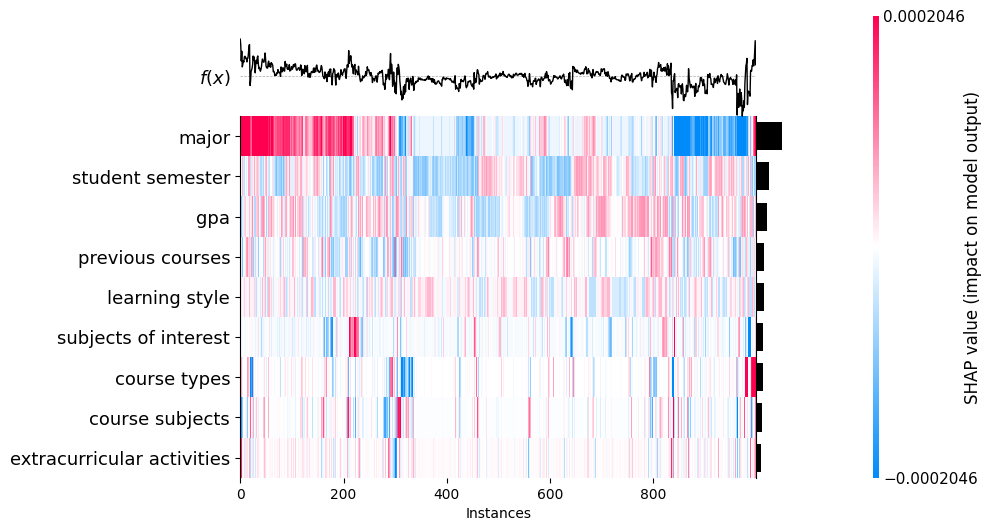 0.0002046
f(x)
major
student semester
gpa
previous courses
learning style
subjects of interest
course types
course subjects
extracurricular activities
0 200 400 600 800
Instances
SHAP value (impact on model output)
−0.0002046